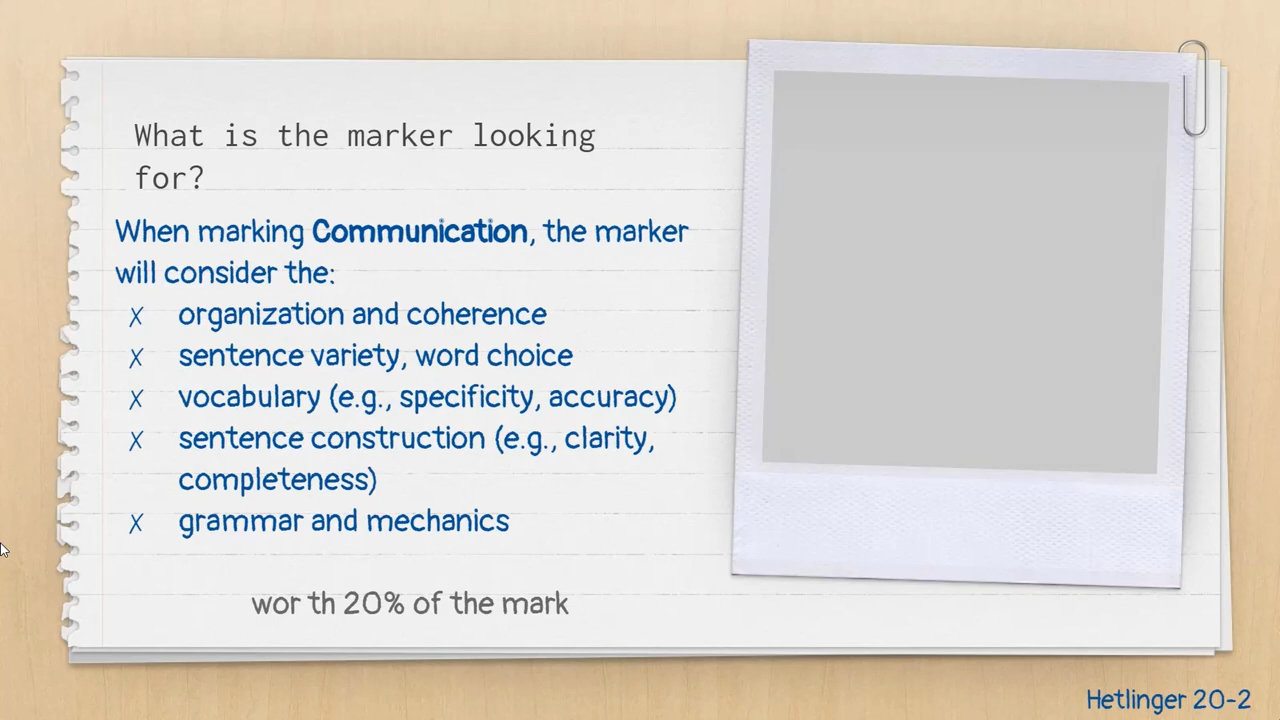 What is the marker looking
for?
When marking Communication, the marker
will consider the:
x organization and coherence
x sentence variety, word choice
x vocabulary (e.g., specificity, accuracy)
x sentence construction (e.g., clarity,
completeness)
x grammar and mechanics
wor th 20% of the mark
Hetlinger 20-2